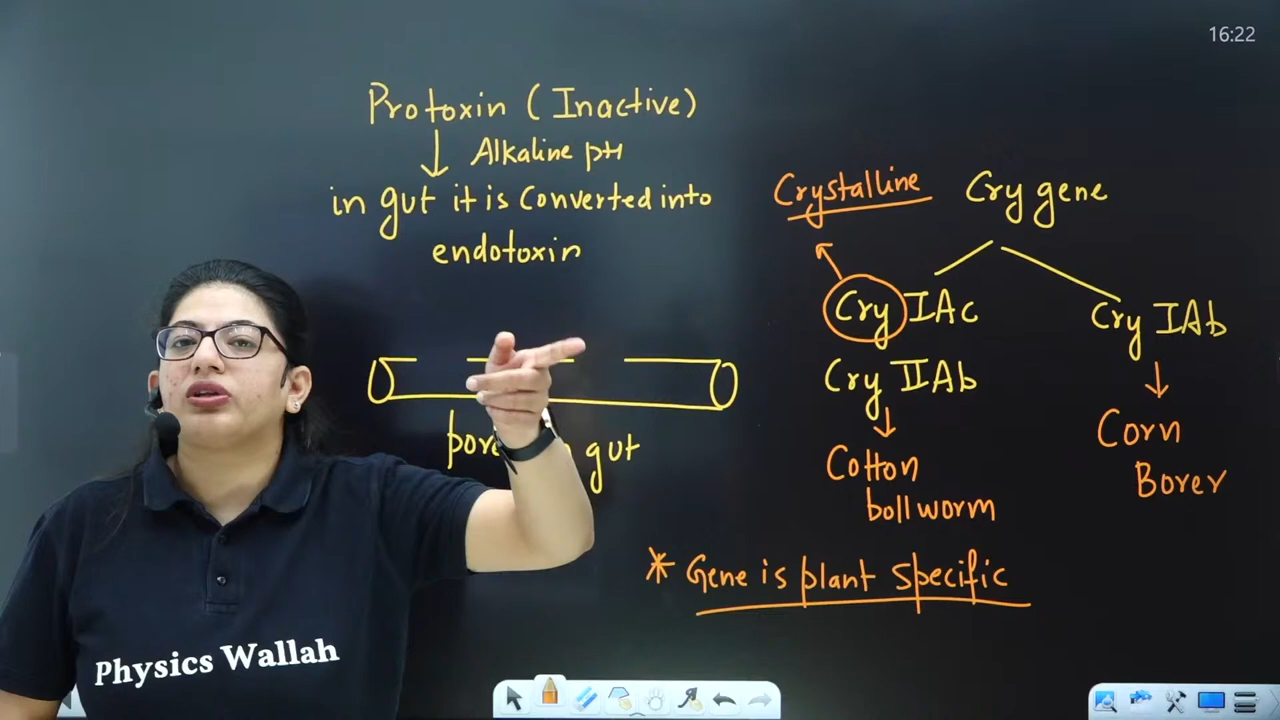 16:22
Protoxin (Inactive)
Alkaline pH
in gut it is Converted into
endotoxin
gut
Crystalline
Cry gene
Cry IAc
Cry IIAb
Cotton
bollworm
Cry IAb
Corn
Borer
* Gene is plant specific
Physics Wallah